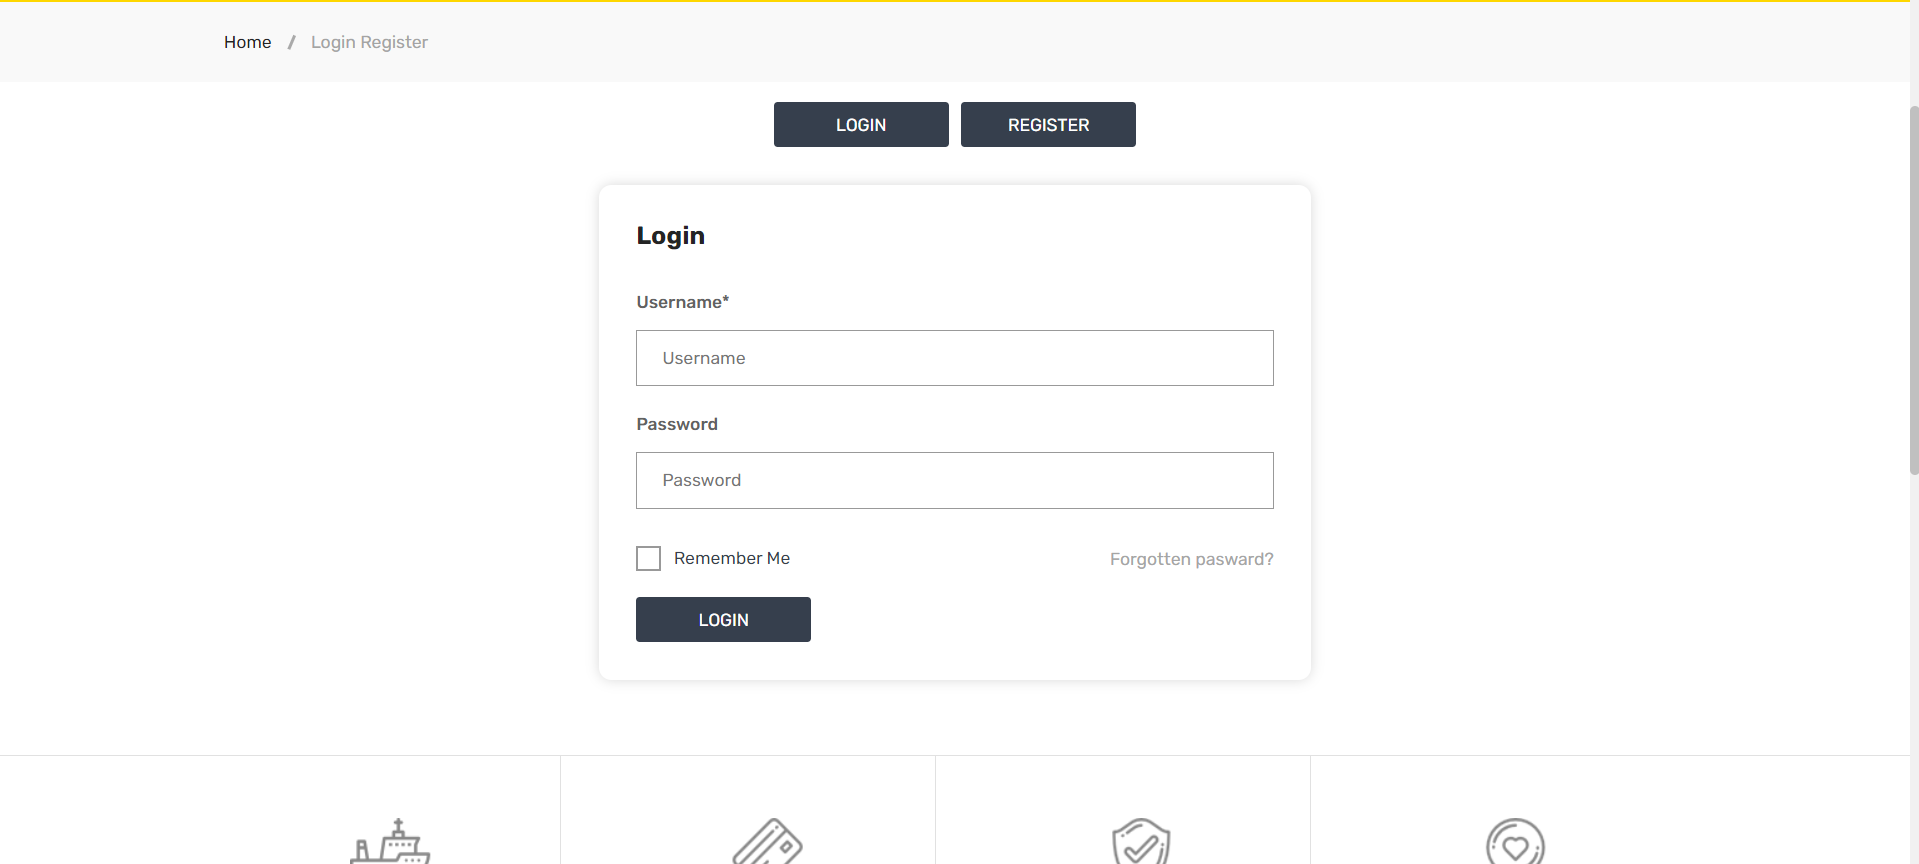 Home / Login Register
LOGIN REGISTER
Login
Username*
Username
Password
Password
Remember Me Forgotten pasward?
LOGIN